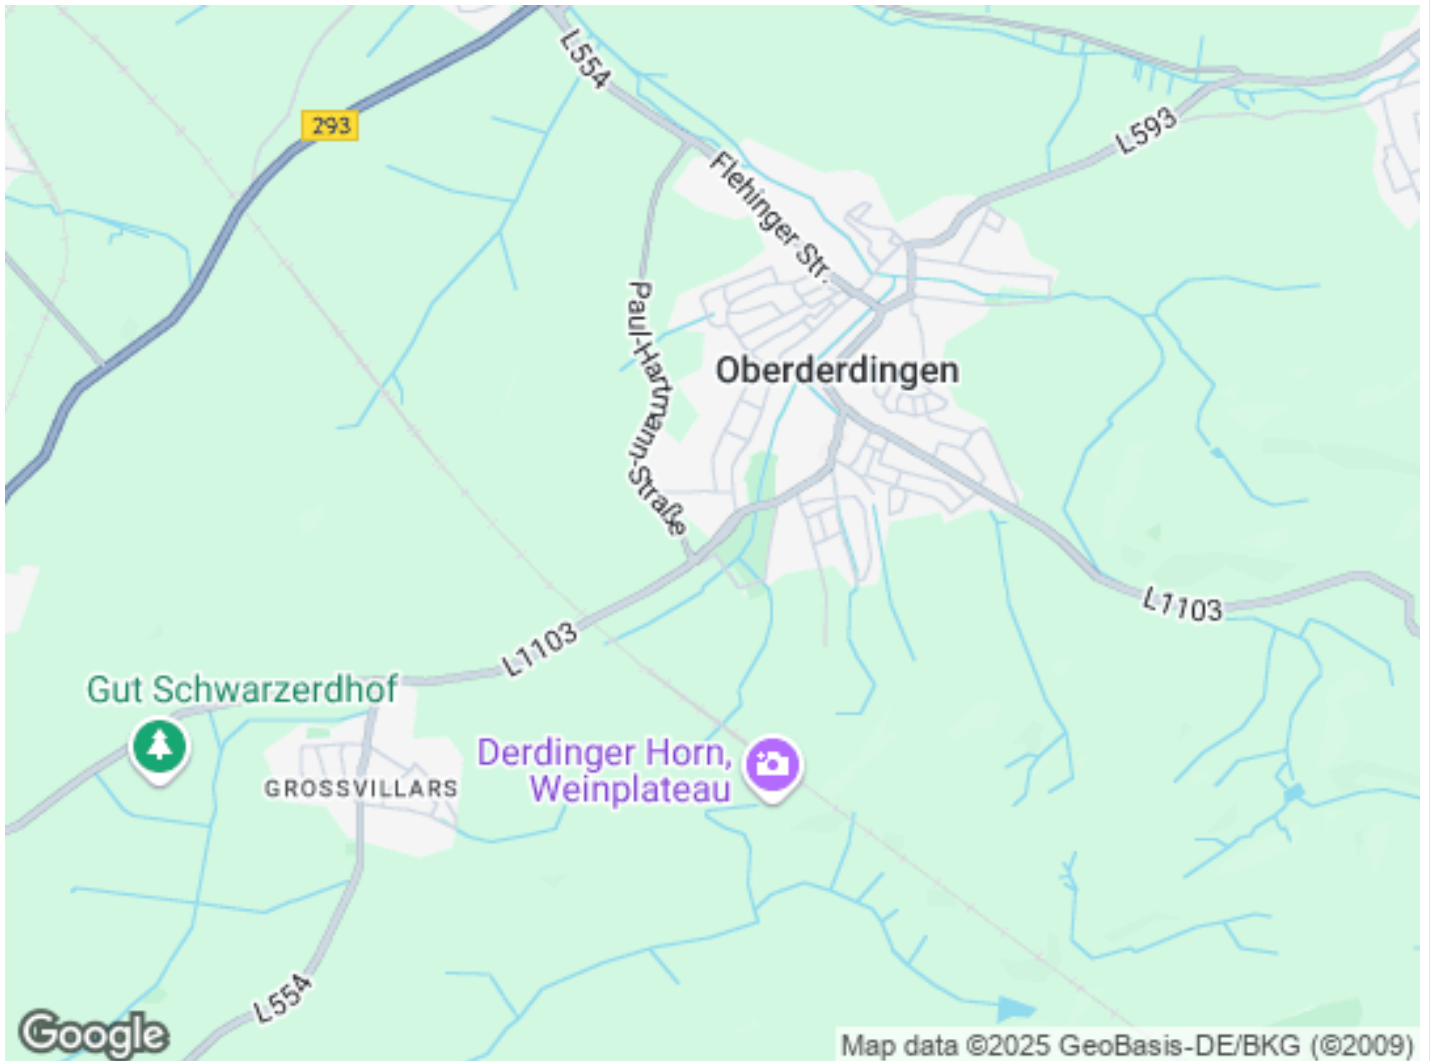 L554
293
L593
Flehinger Str.
Paul-Hartmann-Straße
Oberderdingen
L1103
L1103
Gut Schwarzerdhof
Derdinger Horn,
Weinplateau
GROSSVILLARS
L554
Google
Map data ©2025 GeoBasis-DE/BKG (©2009)